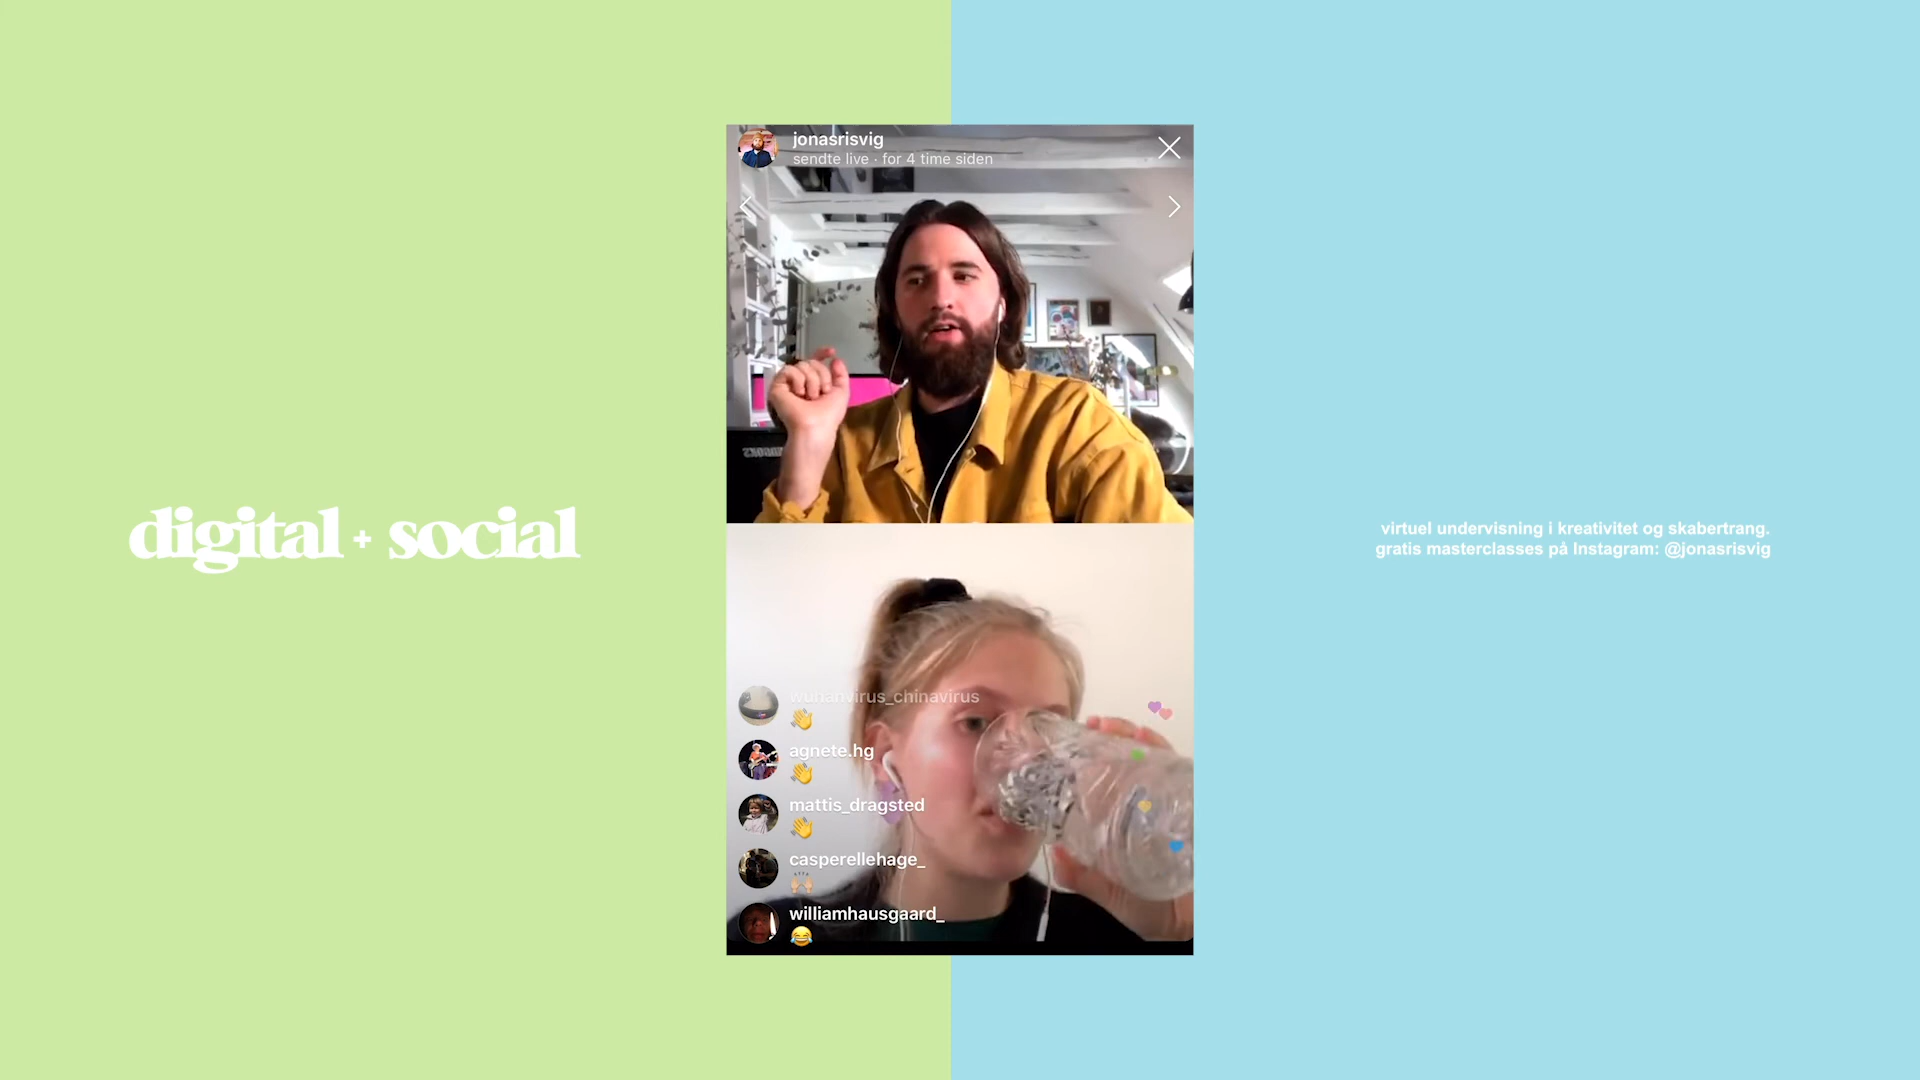 digital + social
jonasrisvig
sendte live · for 4 time siden
wuhanvirus_chinavirus
👋
agnete.hg
👋
mattis_dragsted
👋
casperellehage_
🙌🏼
williamhausgaard_
😂
virtuel undervisning i kreativitet og skabertrang.
gratis masterclasses på Instagram: @jonasrisvig